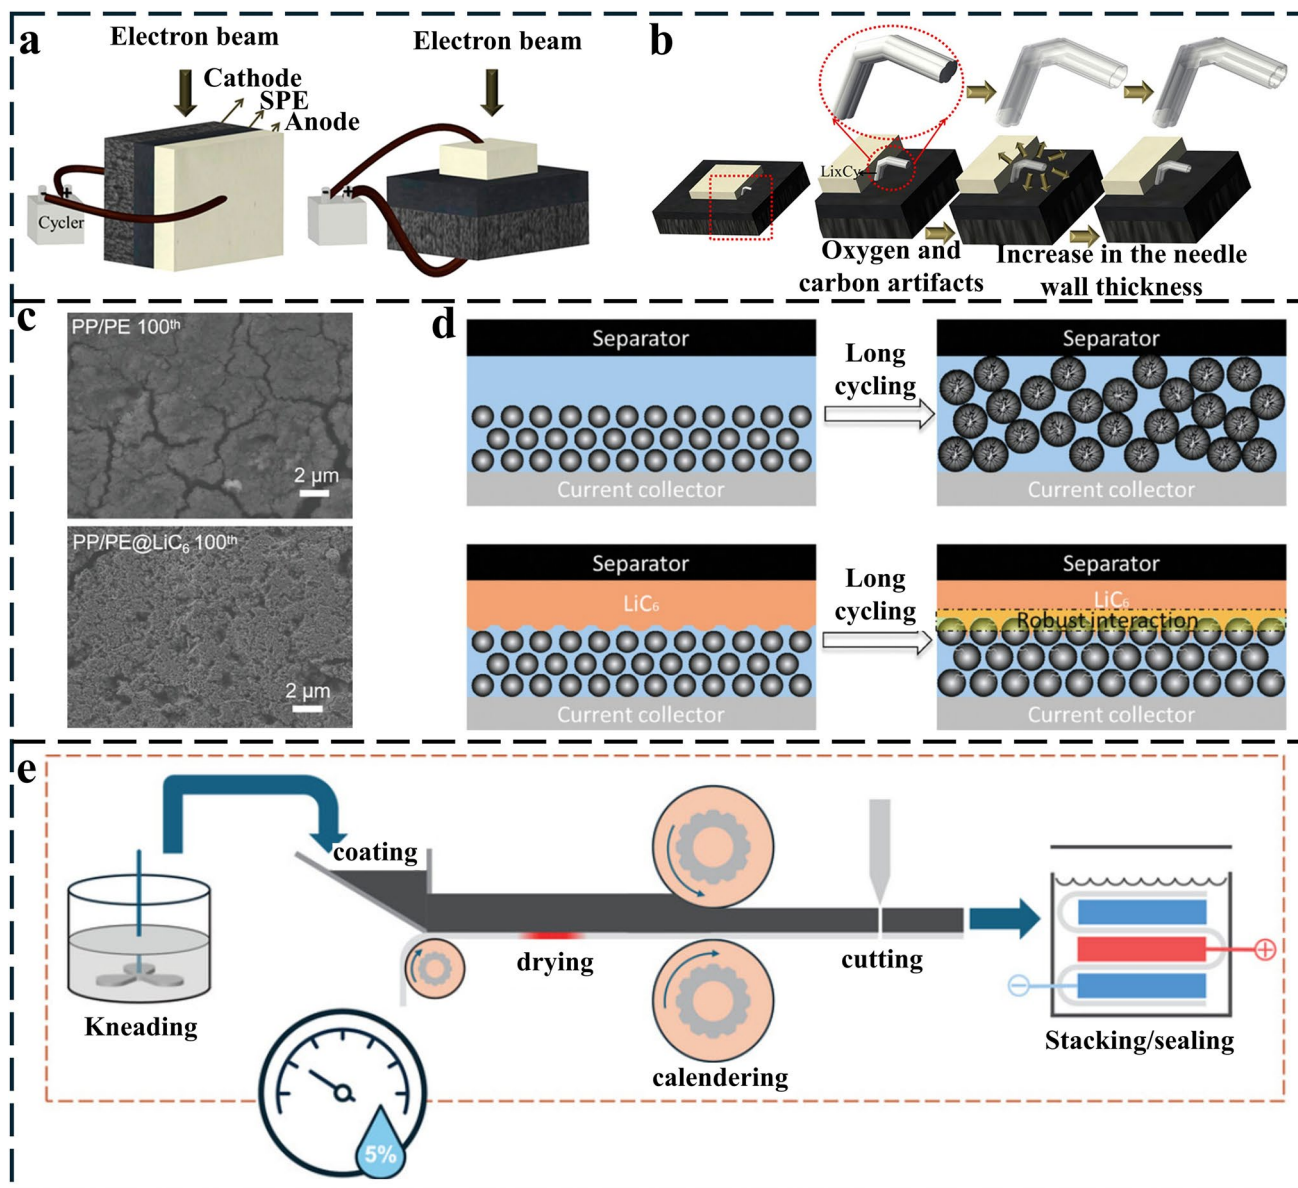 a
Electron beam
Cathode
SPE
Anode
+
Cycler
Electron beam
-
+
b
LixCy
Oxygen and
carbon artifacts
Increase in the needle
wall thickness
c
PP/PE 100th
2 μm
PP/PE@LiC₆ 100th
2 μm
d
Separator
Current collector
Long
cycling
Separator
Current collector
Separator
LiC₆
Current collector
Long
cycling
Separator
LiC₆
Robust interaction
Current collector
e
Kneading
coating
drying
calendering
cutting
+
−
Stacking/sealing
5%